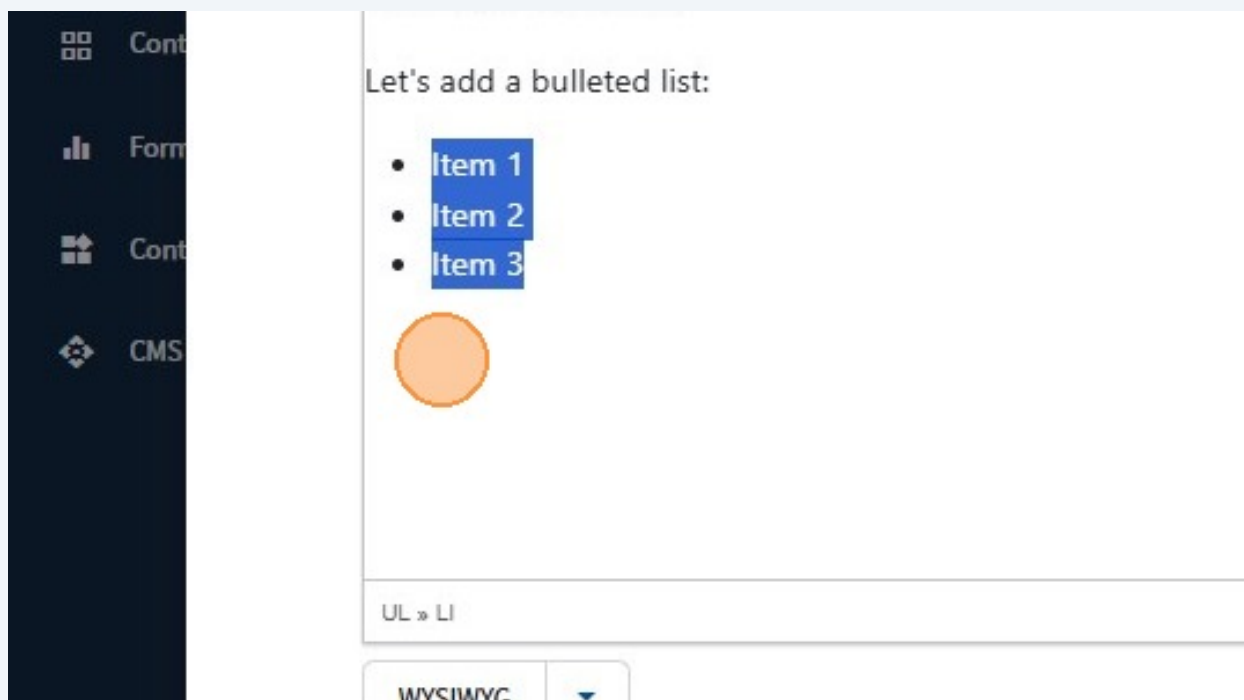 Cont
Let's add a bulleted list:
Form
Item 1
Item 2
Cont
Item 3
CMS
UL » LI
WYSIWYG